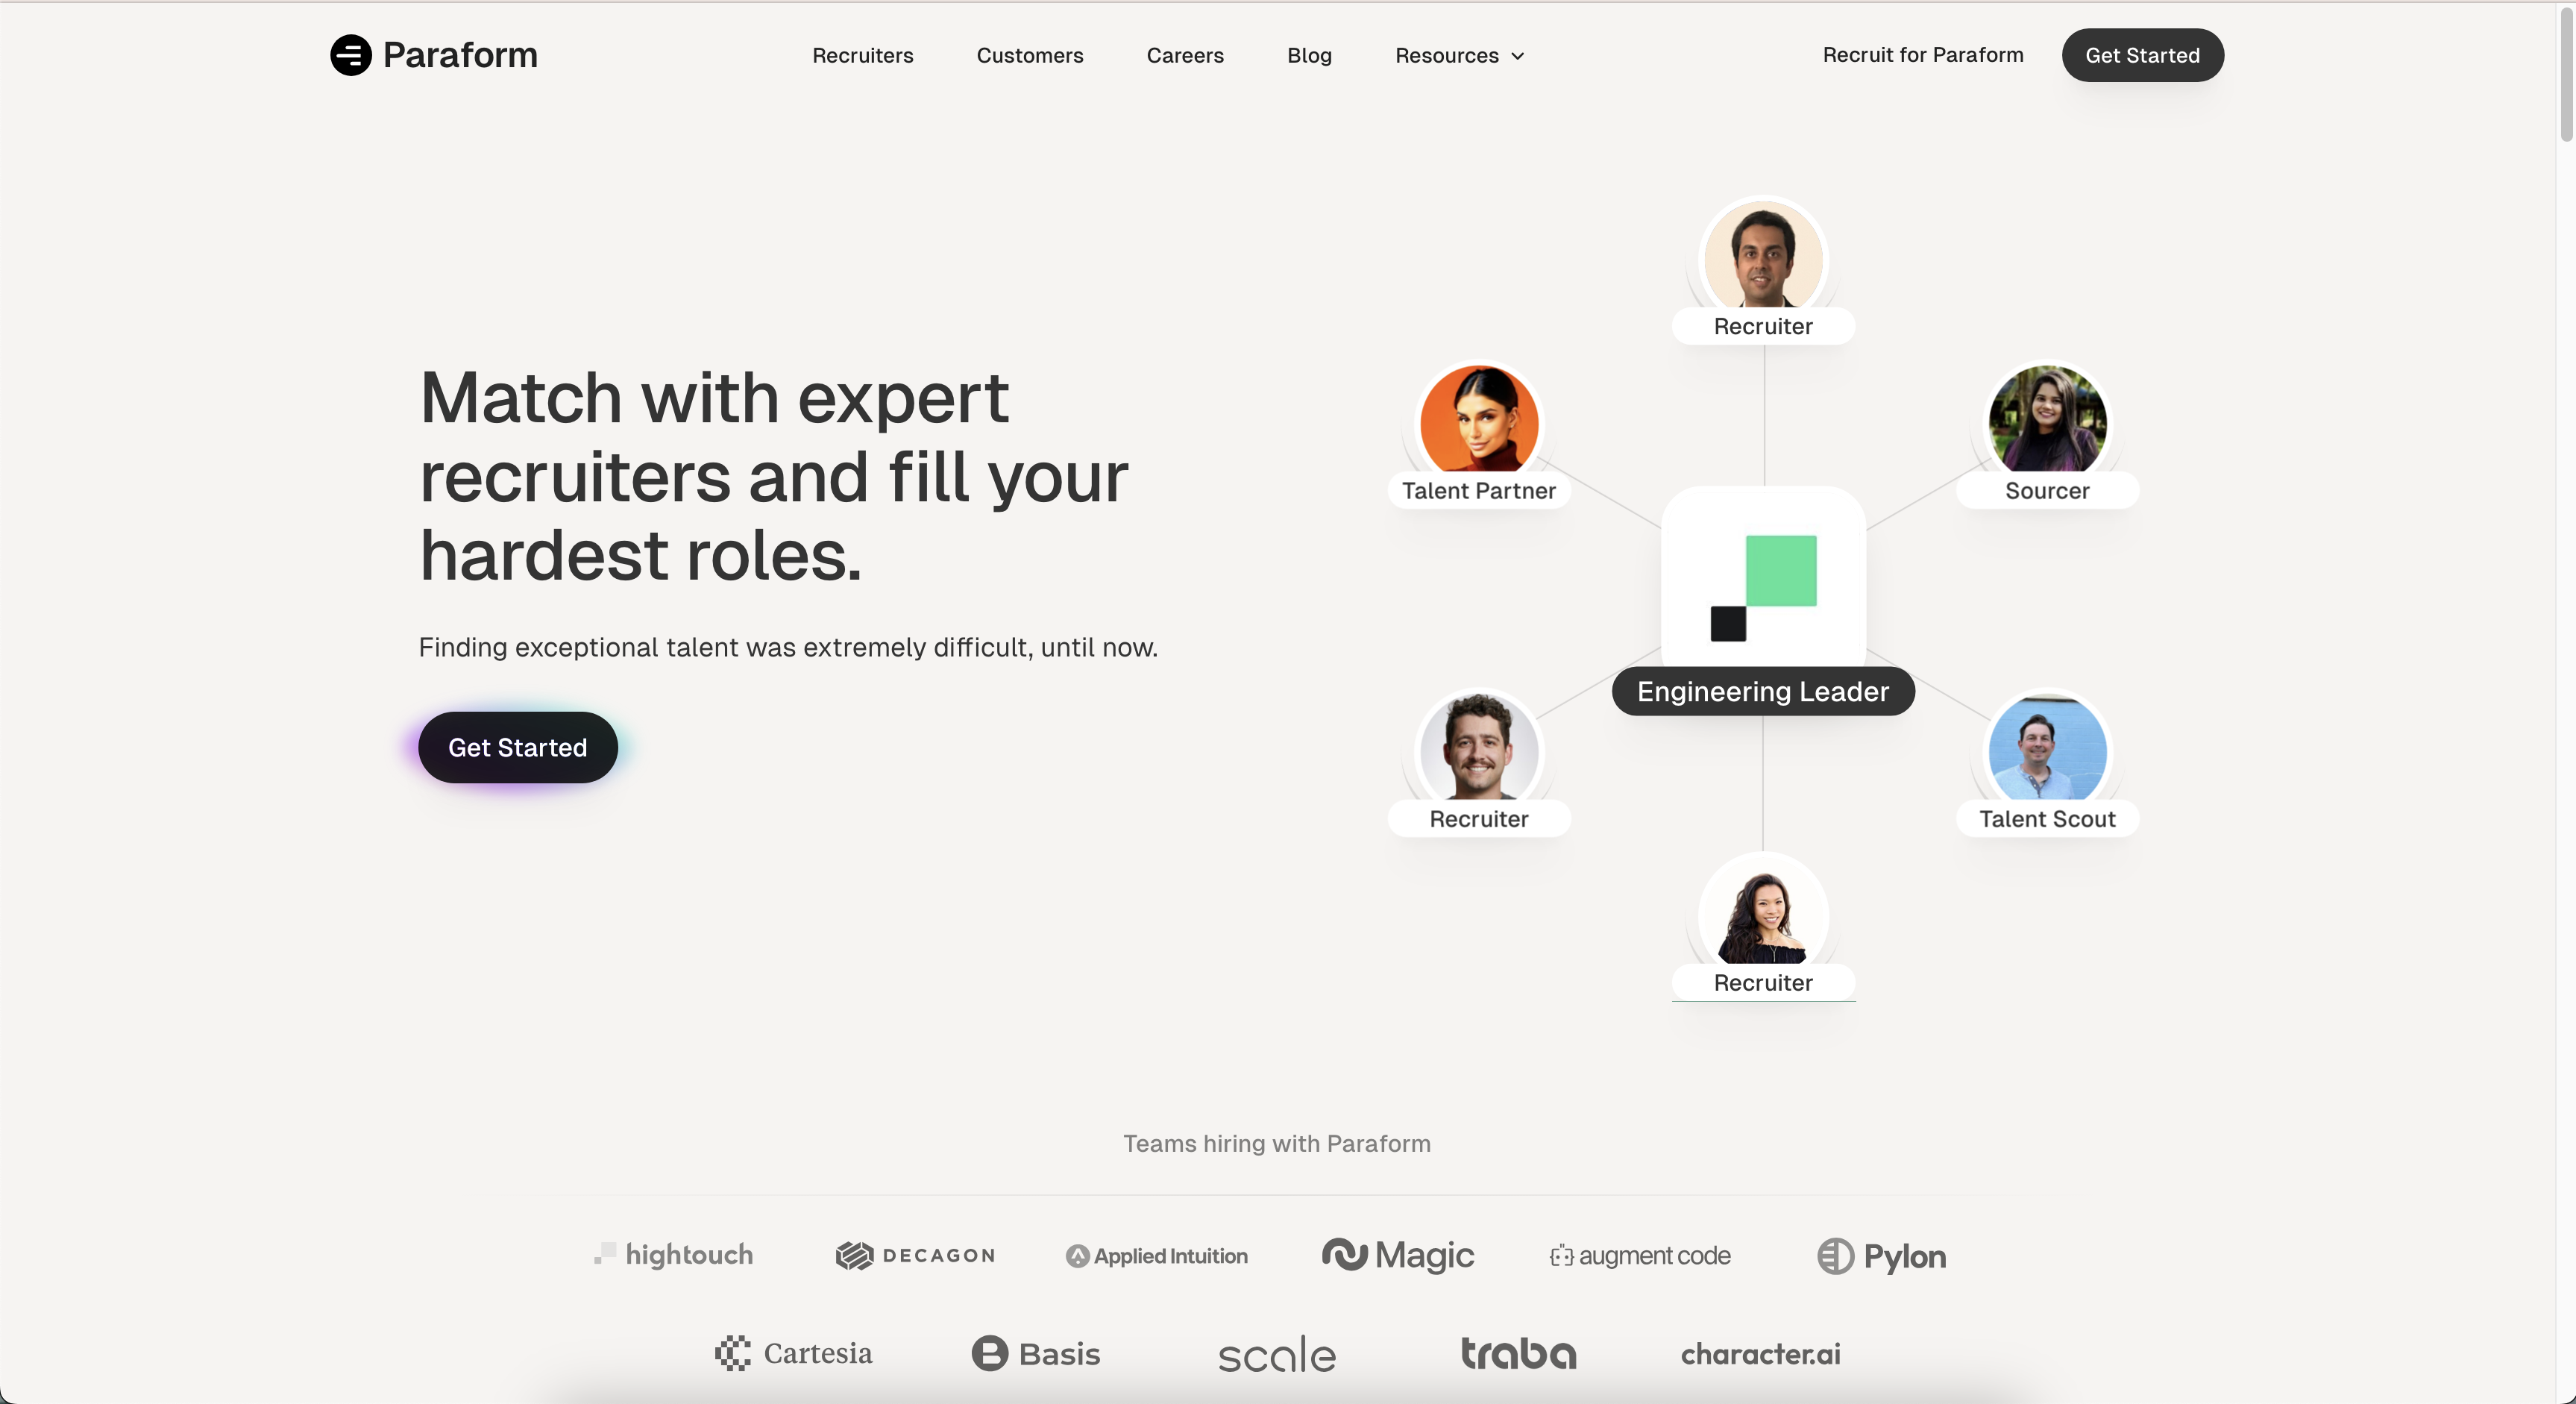 Paraform
Recruiters
Customers
Careers
Blog
Resources
Recruit for Paraform
Get Started
Match with expert
recruiters and fill your
hardest roles.
Finding exceptional talent was extremely difficult, until now.
Get Started
Recruiter
Talent Partner
Sourcer
Engineering Leader
Recruiter
Talent Scout
Recruiter
Teams hiring with Paraform
hightouch
DECAGON
Applied Intuition
Magic
augment code
Pylon
Cartesia
Basis
scale
traba
character.ai